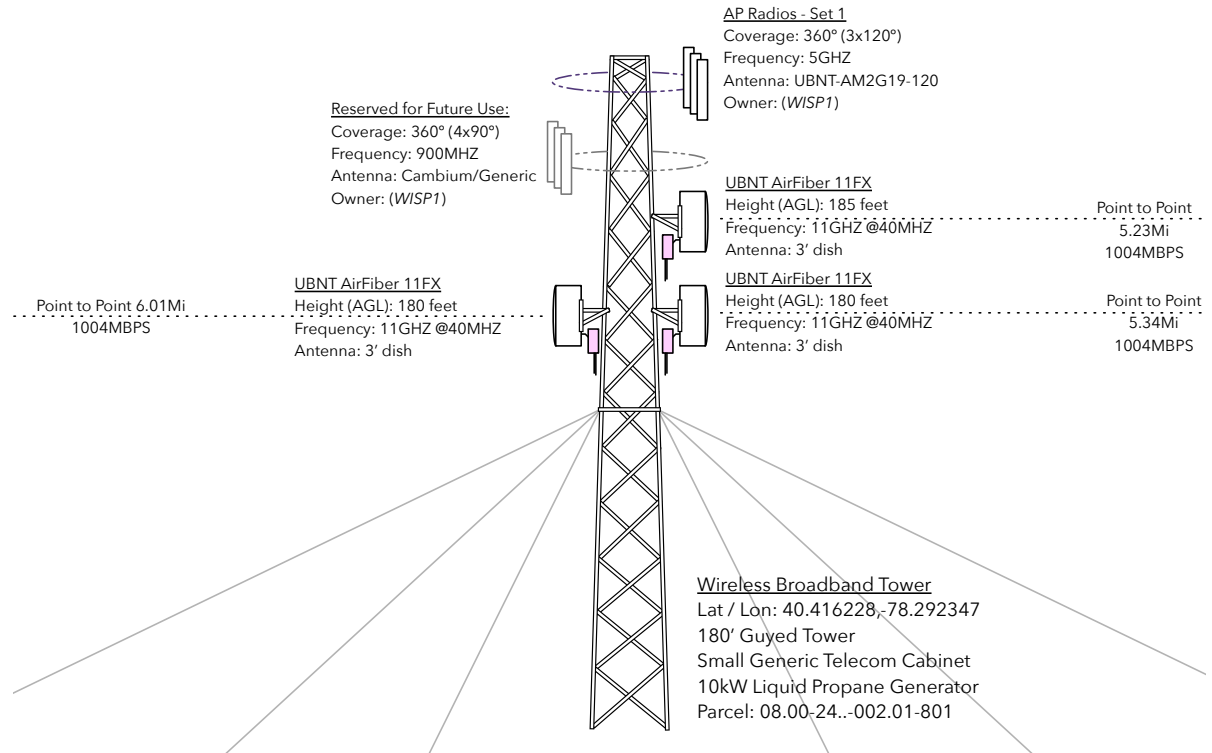 AP Radios - Set 1
Coverage: 360º (3x120º)
Frequency: 5GHZ
Antenna: UBNT-AM2G19-120
Owner: (WISP1)
Reserved for Future Use:
Coverage: 360º (4x90º)
Frequency: 900MHZ
Antenna: Cambium/Generic
Owner: (WISP1)
UBNT AirFiber 11FX
Height (AGL): 185 feet
Frequency: 11GHZ @40MHZ
Antenna: 3’ dish
Point to Point
5.23Mi
1004MBPS
Point to Point 6.01Mi
1004MBPS
UBNT AirFiber 11FX
Height (AGL): 180 feet
Frequency: 11GHZ @40MHZ
Antenna: 3’ dish
UBNT AirFiber 11FX
Height (AGL): 180 feet
Frequency: 11GHZ @40MHZ
Antenna: 3’ dish
Point to Point
5.34Mi
1004MBPS
Wireless Broadband Tower
Lat / Lon: 40.416228,-78.292347
180’ Guyed Tower
Small Generic Telecom Cabinet
10kW Liquid Propane Generator
Parcel: 08.00-24..-002.01-801